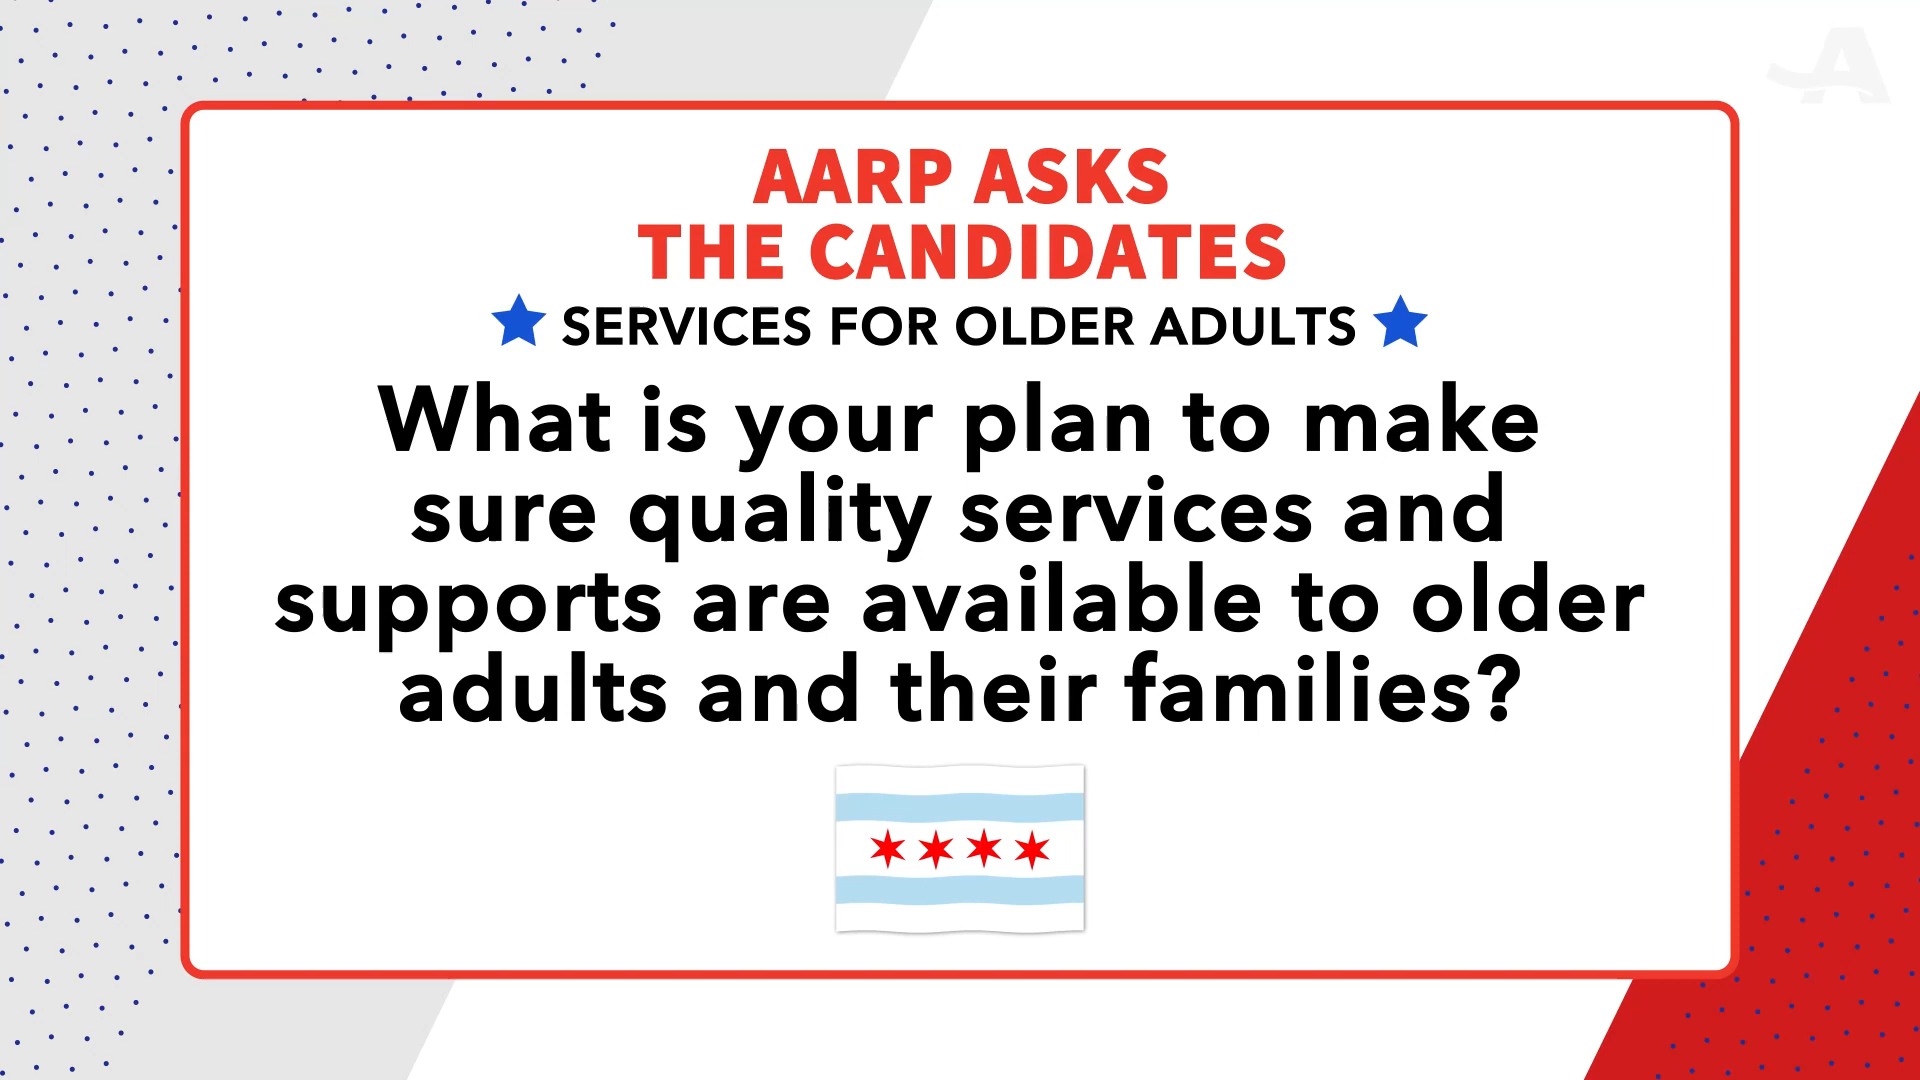 AARP ASKS
THE CANDIDATES
SERVICES FOR OLDER ADULTS
What is your plan to make
sure quality services and
supports are available to older
adults and their families?